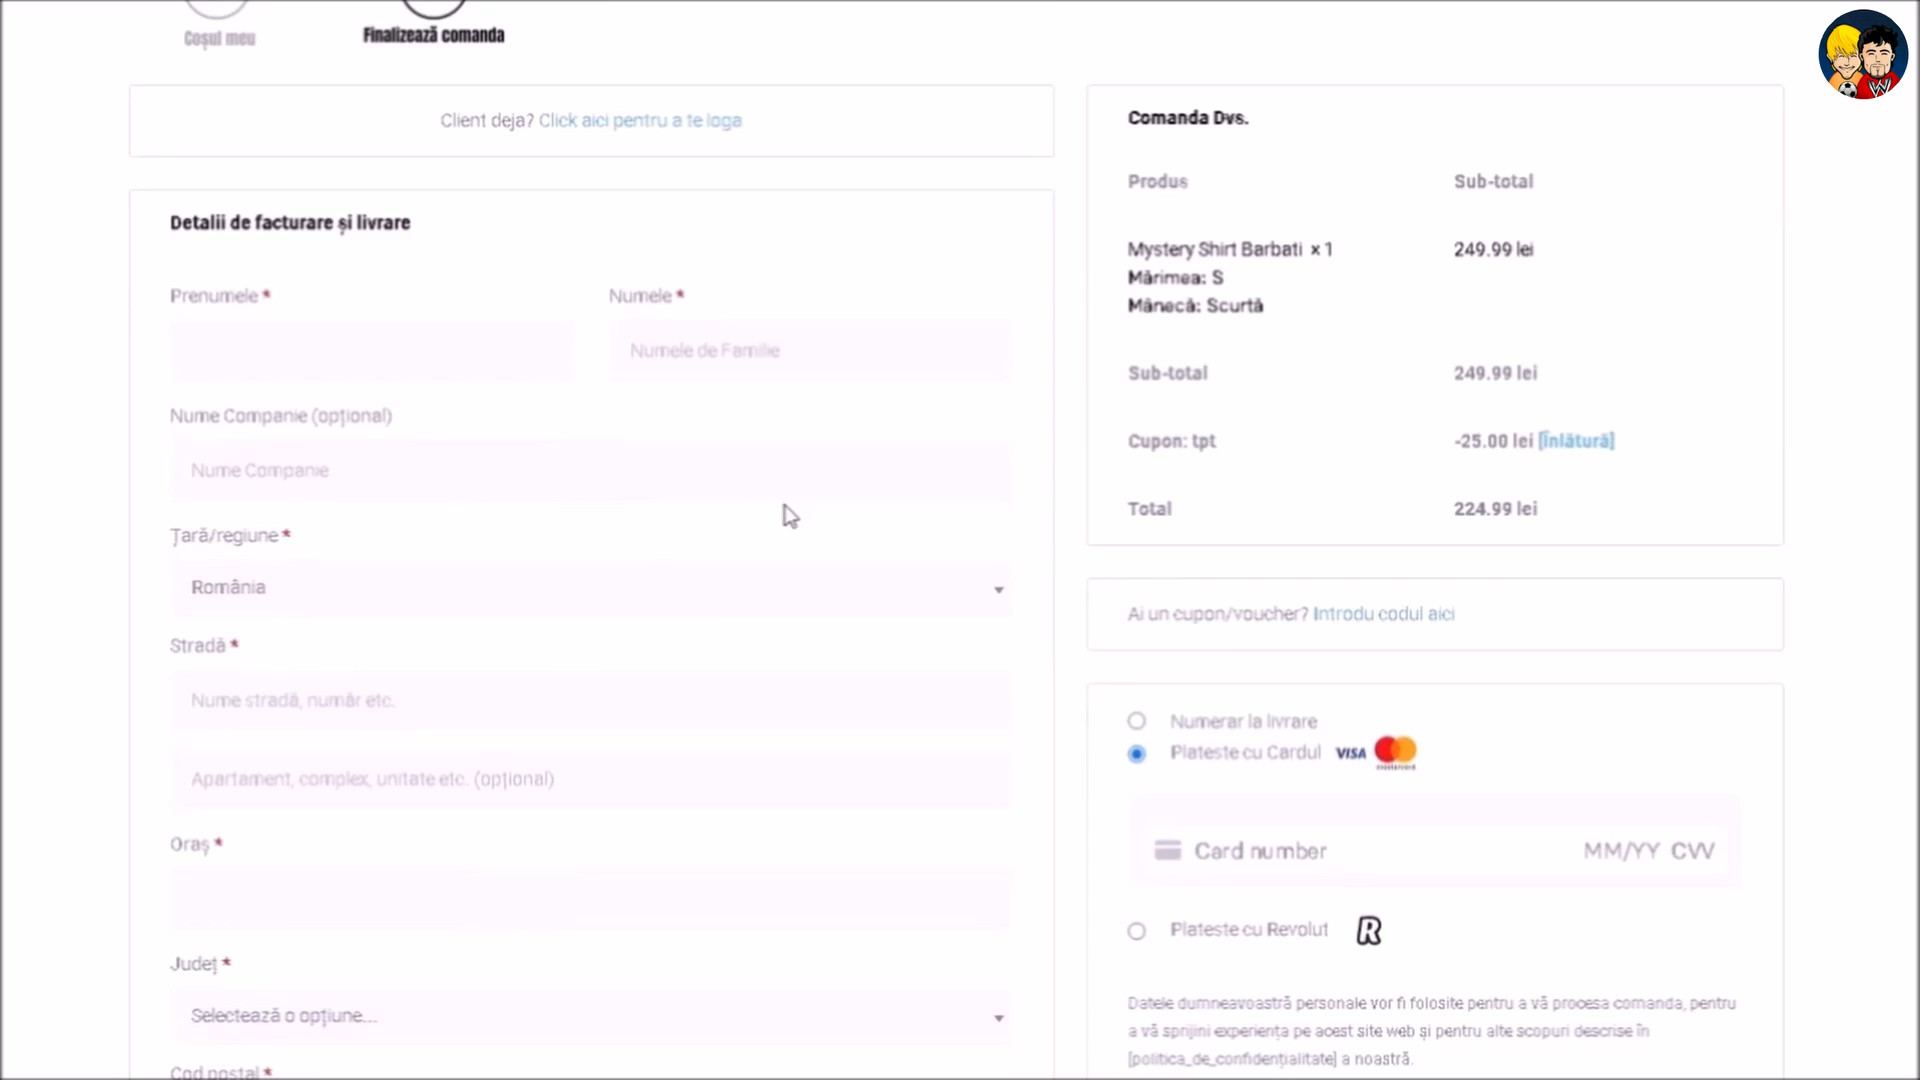 Coșul meu
Finalizează comanda
Client deja? Click aici pentru a te loga
Detalii de facturare și livrare
Prenumele *
Numele *
Numele de Familie
Nume Companie (opțional)
Nume Companie
Țară/regiune *
România
Stradă *
Nume stradă, număr etc.
Apartament, complex, unitate etc. (opțional)
Oraș *
Județ *
Selectează o opțiune...
Cod poștal *
Comanda Dvs.
Produs Sub-total
Mystery Shirt Barbati × 1 249.99 lei
Mărimea: S
Mânecă: Scurtă
Sub-total 249.99 lei
Cupon: tpt -25.00 lei [Înlătură]
Total 224.99 lei
Ai un cupon/voucher? Introdu codul aici
Numerar la livrare
Plateste cu Cardul VISA mastercard
Card number MM/YY CVV
Plateste cu Revolut R
Datele dumneavoastră personale vor fi folosite pentru a vă procesa comanda, pentru
a vă sprijini experiența pe acest site web și pentru alte scopuri descrise în
[politica_de_confidențialitate] a noastră.